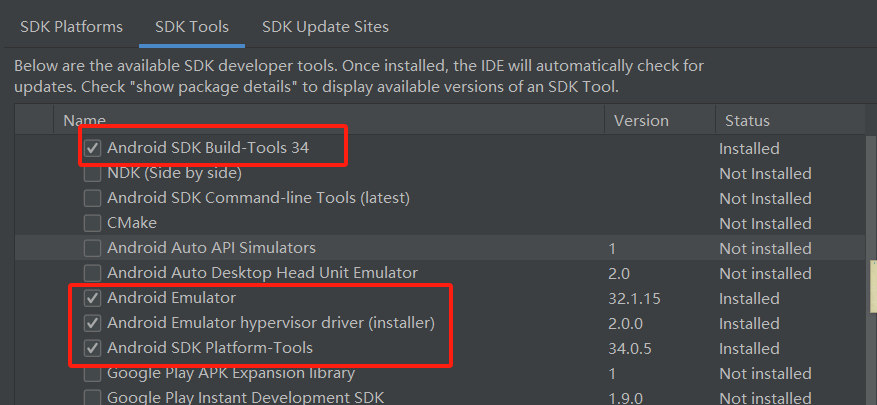 SDK Platforms SDK Tools SDK Update Sites
Below are the available SDK developer tools. Once installed, the IDE will automatically check for
updates. Check "show package details" to display available versions of an SDK Tool.
Name Version Status
Android SDK Build-Tools 34 Installed
NDK (Side by side) Not Installed
Android SDK Command-line Tools (latest) Not Installed
CMake Not Installed
Android Auto API Simulators 1 Not installed
Android Auto Desktop Head Unit Emulator 2.0 Not installed
Android Emulator 32.1.15 Installed
Android Emulator hypervisor driver (installer) 2.0.0 Installed
Android SDK Platform-Tools 34.0.5 Installed
Google Play APK Expansion library 1 Not installed
Google Play Instant Development SDK 1.9.0 Not installed